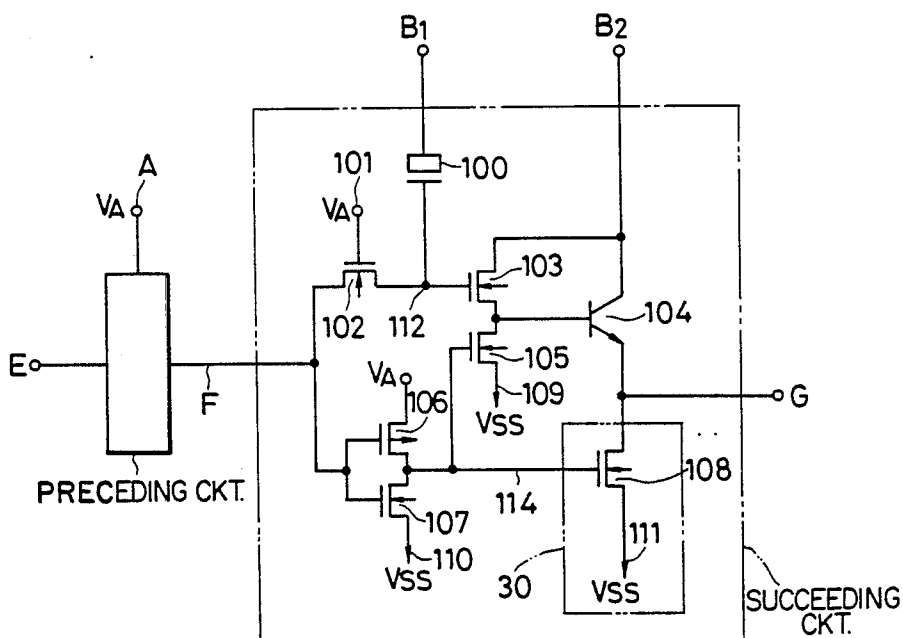 B1
B2
A
101
VA
VA
100
103
102
112
104
105
E
F
VA
106
109
VSS
G
108
PRECEDING CKT.
114
107
110
VSS
111
30
VSS
SUCCEEDING
CKT.